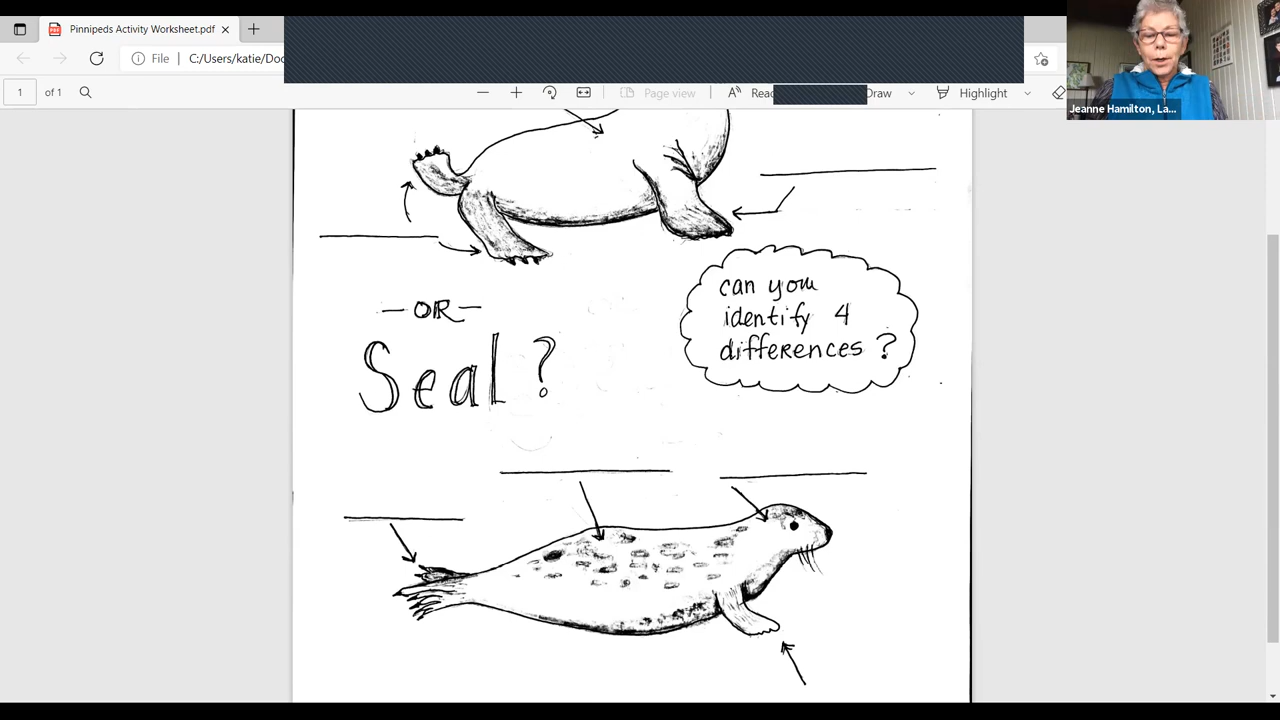 Pinnipeds Activity Worksheet.pdf
File
C:/Users/katie/Doc
1 of 1
Page view
Draw
Highlight
Jeanne Hamilton, La...
can you
identify 4
differences?
-OR-
Seal?